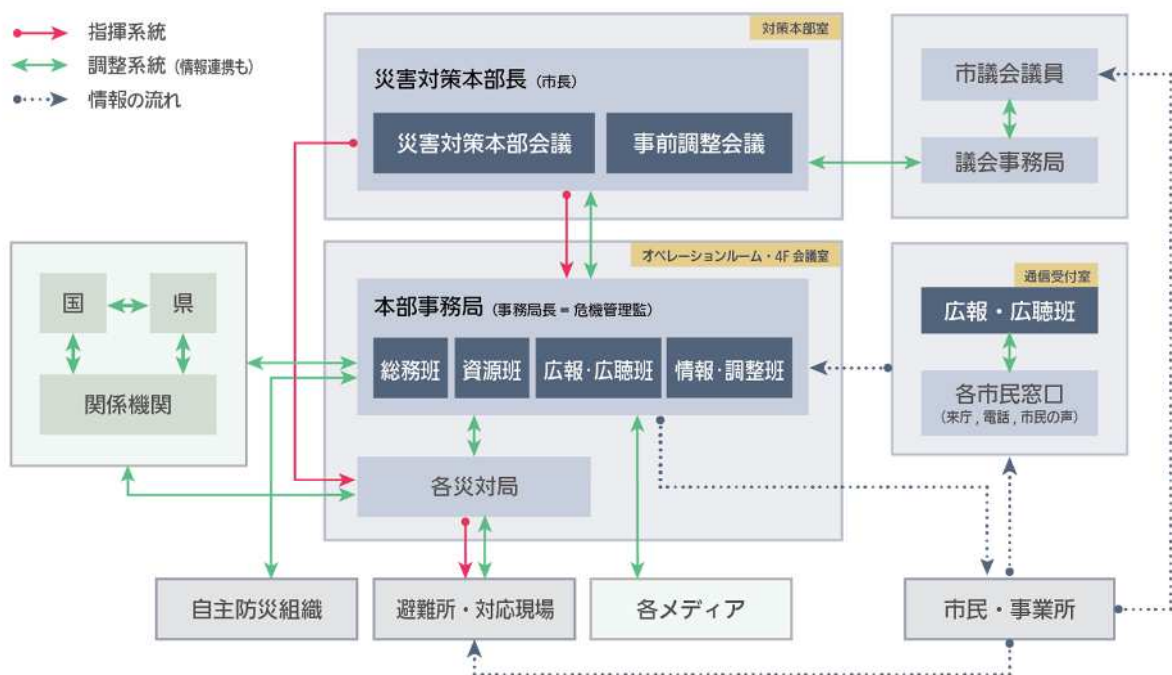 指揮系統
調整系統 (情報連携も)
情報の流れ
対策本部室
災害対策本部長 (市長)
災害対策本部会議
事前調整会議
市議会議員
議会事務局
オペレーションルーム・4F 会議室
本部事務局 (事務局長 = 危機管理監)
総務班
資源班
広報・広聴班
情報・調整班
各災対局
国
県
関係機関
通信受付室
広報・広聴班
各市民窓口
(来庁 , 電話 , 市民の声)
自主防災組織
避難所・対応現場
各メディア
市民・事業所